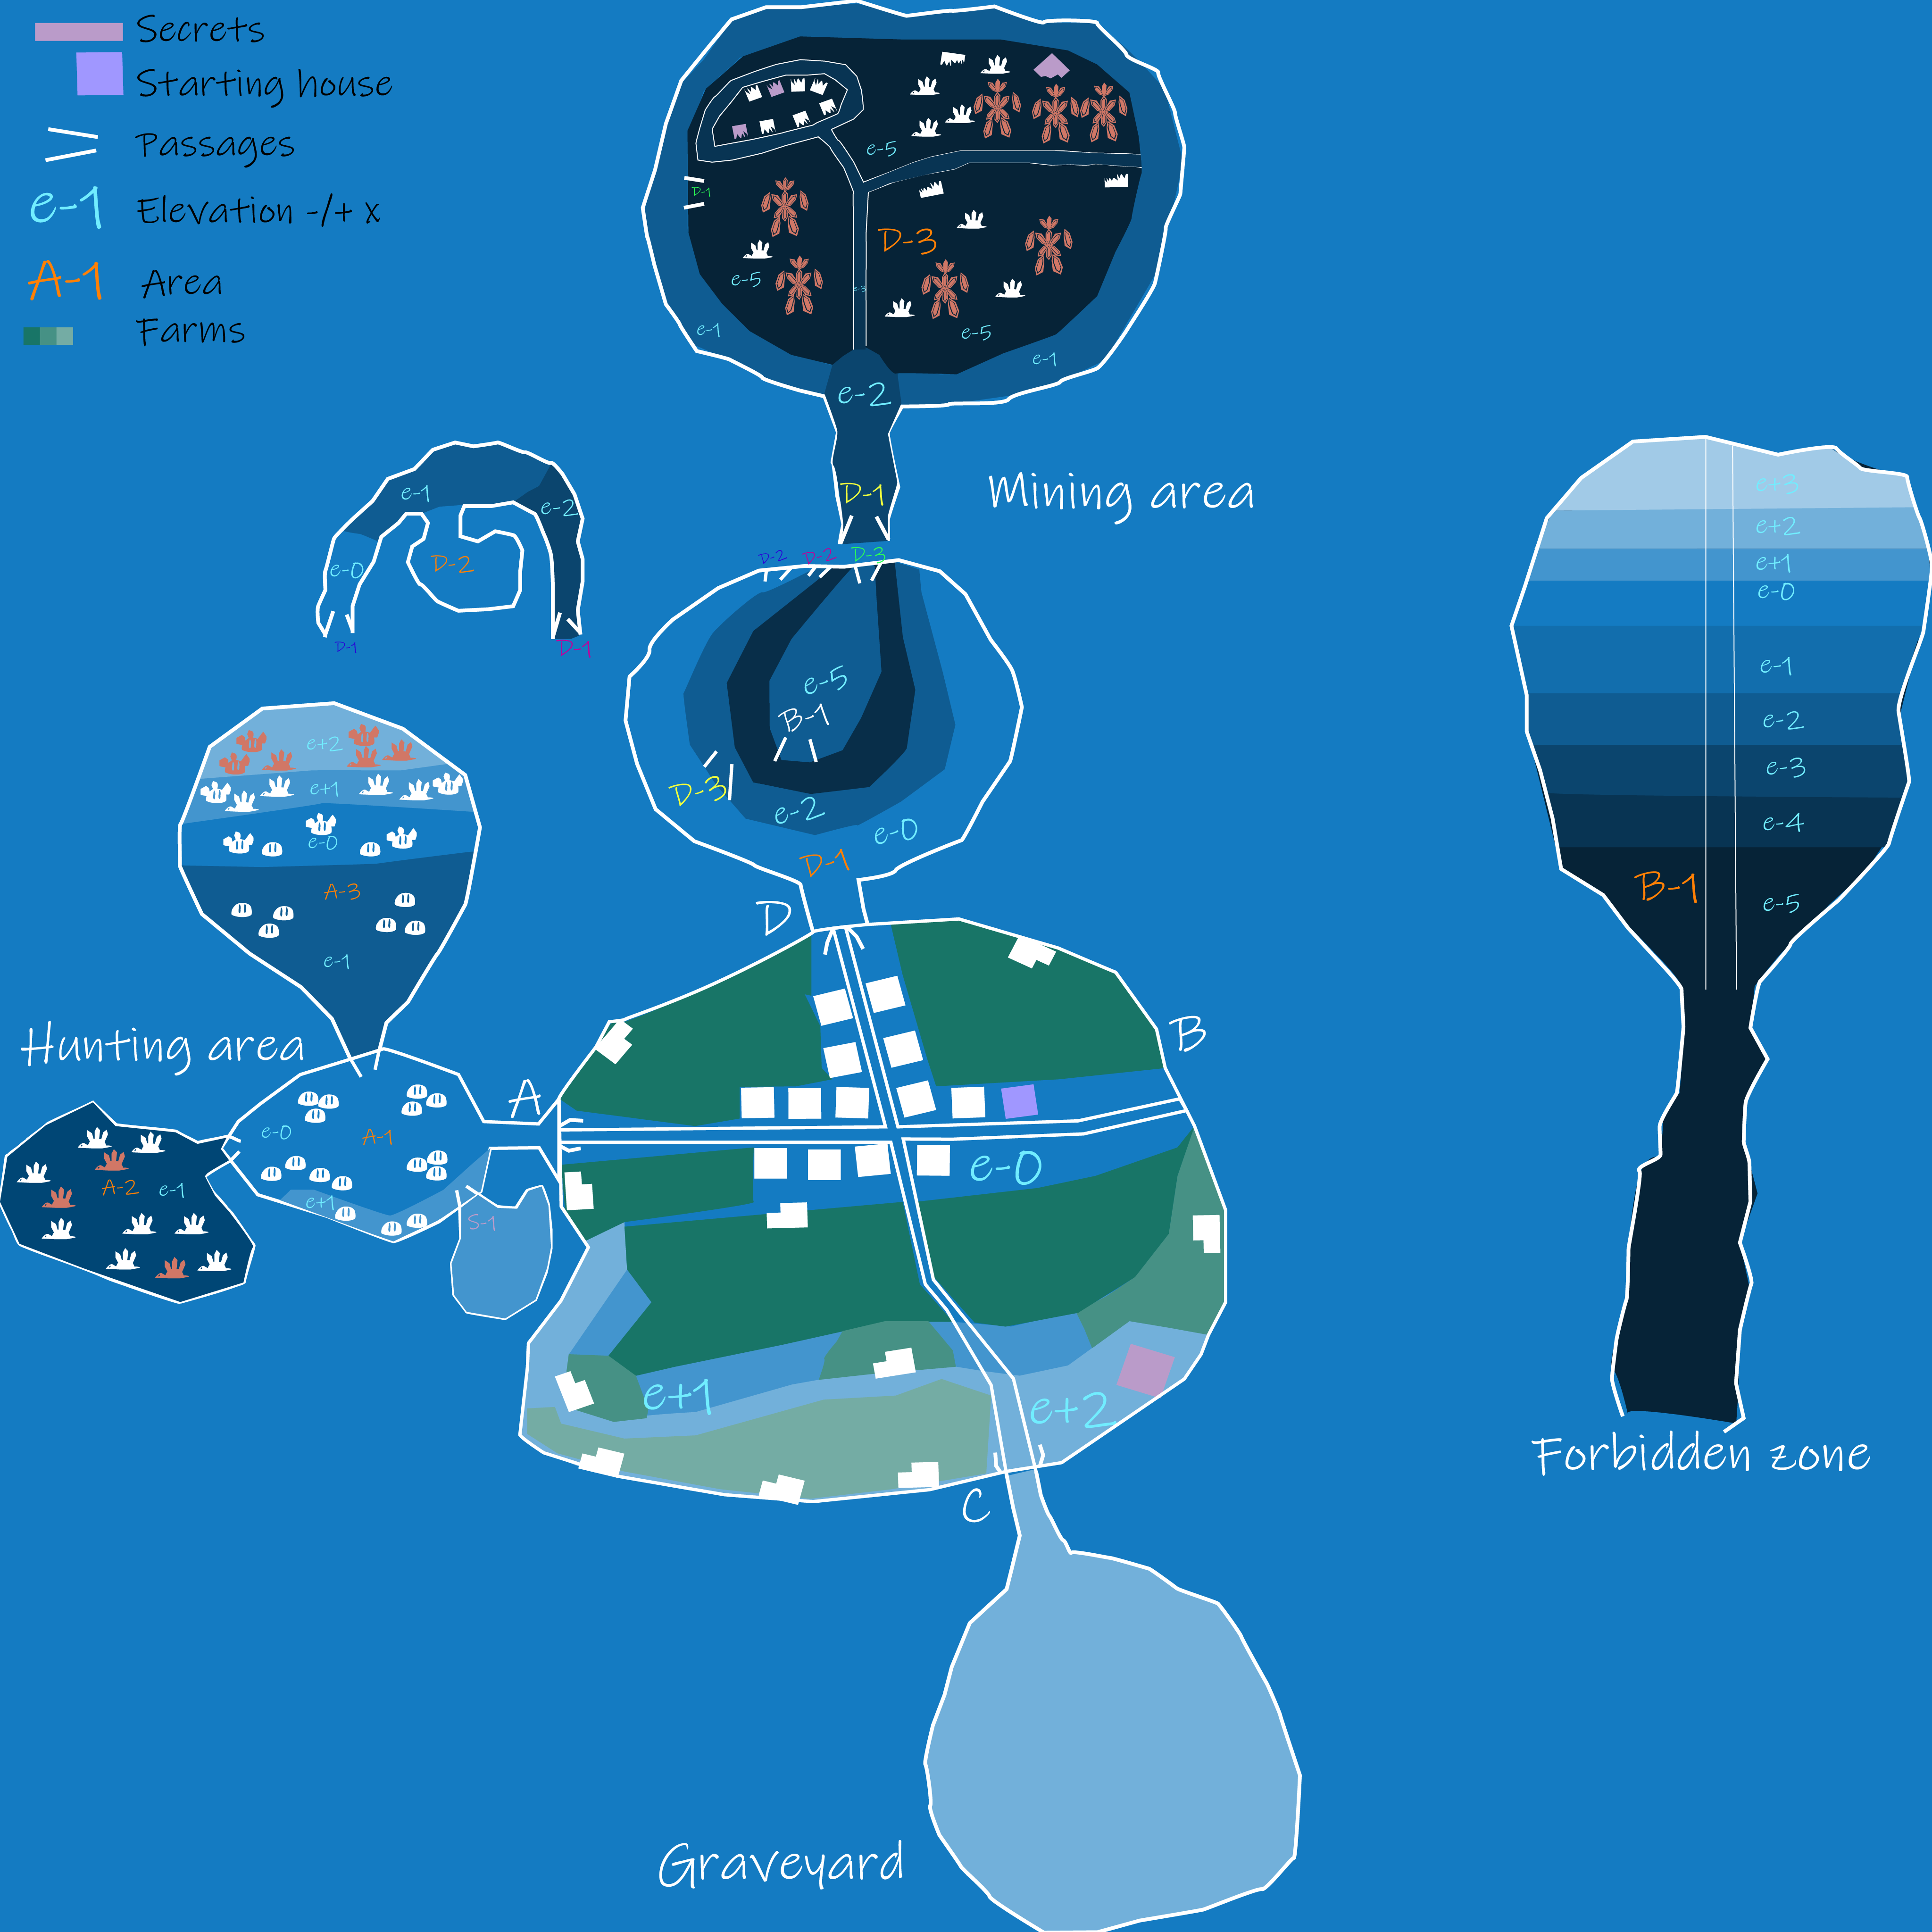 Secrets
Starting house
Passages
e-1 Elevation -/+ x
A-1 Area
Farms
e-5
D-1
D-3
e-5
e-3
e-5
e-1
e-1
e-2
D-1
Mining area
e-1
e-2
D-2
e-0
D-1
D-1
D-2
D-2
D-3
e-5
B-1
D-3
e-2
e-0
D-1
e+2
e+1
e-0
A-3
e-1
Hunting area
e-0
A-1
A-2
e-1
e+1
S-1
A
D
B
e-0
e+1
e+2
C
Graveyard
e+3
e+2
e+1
e-0
e-1
e-2
e-3
e-4
B-1
e-5
Forbidden zone